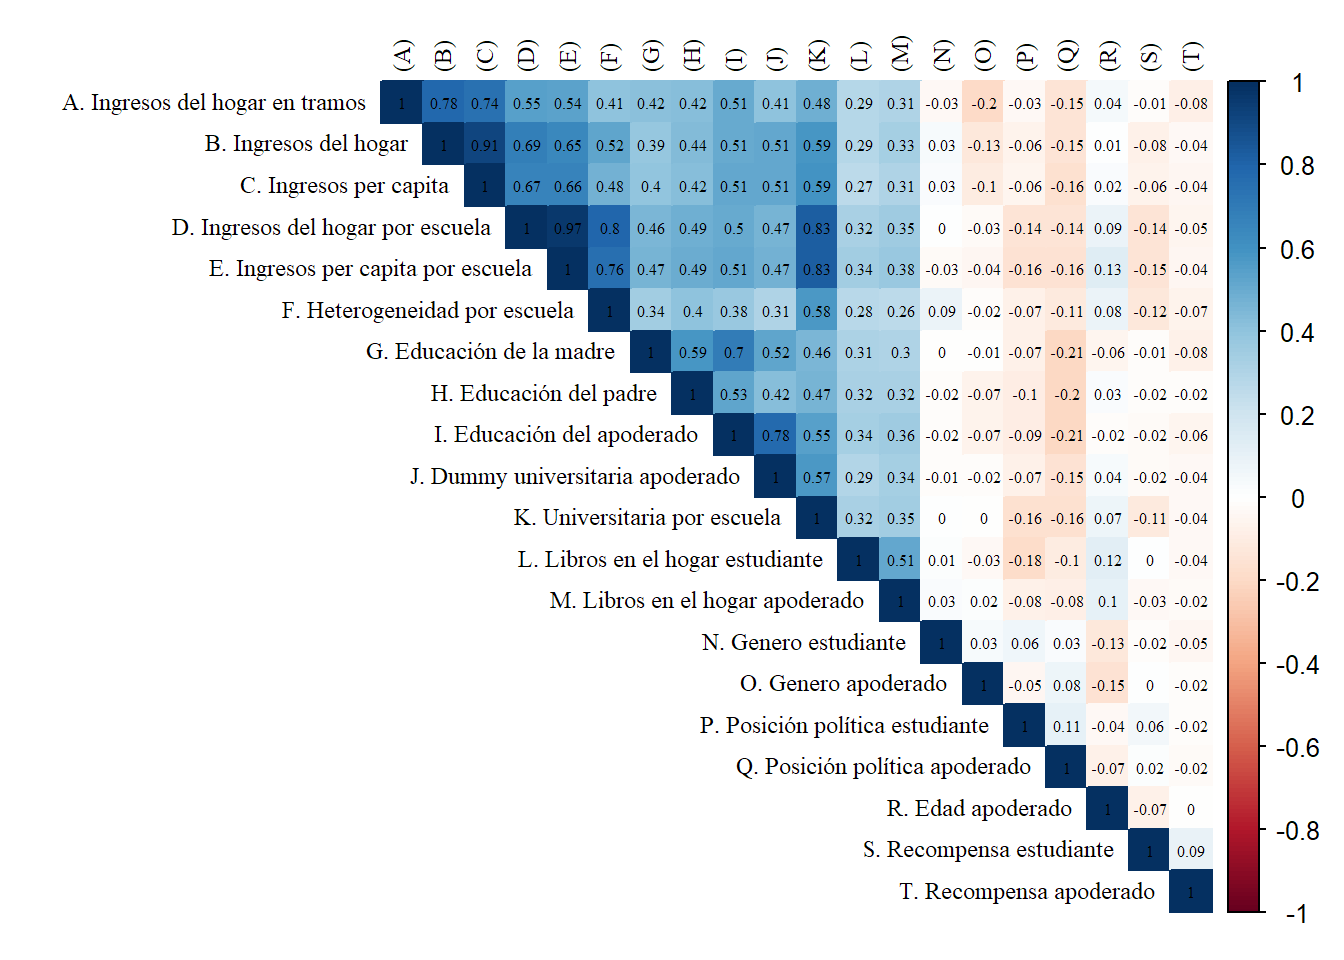 (A) (B) (C) (D) (E) (F) (G) (H) (I) (J) (K) (L) (M) (N) (O) (P) (Q) (R) (S) (T)
A. Ingresos del hogar en tramos 1 0.78 0.74 0.55 0.54 0.41 0.42 0.42 0.51 0.41 0.48 0.29 0.31 -0.03 -0.2 -0.03 -0.15 0.04 -0.01 -0.08
B. Ingresos del hogar 1 0.91 0.69 0.65 0.52 0.39 0.44 0.51 0.51 0.59 0.29 0.33 0.03 -0.13 -0.06 -0.15 0.01 -0.08 -0.04
C. Ingresos per capita 1 0.67 0.66 0.48 0.4 0.42 0.51 0.51 0.59 0.27 0.31 0.03 -0.1 -0.06 -0.16 0.02 -0.06 -0.04
D. Ingresos del hogar por escuela 1 0.97 0.8 0.46 0.49 0.5 0.47 0.83 0.32 0.35 0 -0.03 -0.14 -0.14 0.09 -0.14 -0.05
E. Ingresos per capita por escuela 1 0.76 0.47 0.49 0.51 0.47 0.83 0.34 0.38 -0.03 -0.04 -0.16 -0.16 0.13 -0.15 -0.04
F. Heterogeneidad por escuela 1 0.34 0.4 0.38 0.31 0.58 0.28 0.26 0.09 -0.02 -0.07 -0.11 0.08 -0.12 -0.07
G. Educación de la madre 1 0.59 0.7 0.52 0.46 0.31 0.3 0 -0.01 -0.07 -0.21 -0.06 -0.01 -0.08
H. Educación del padre 1 0.53 0.42 0.47 0.32 0.32 -0.02 -0.07 -0.1 -0.2 0.03 -0.02 -0.02
I. Educación del apoderado 1 0.78 0.55 0.34 0.36 -0.02 -0.07 -0.09 -0.21 -0.02 -0.02 -0.06
J. Dummy universitaria apoderado 1 0.57 0.29 0.34 -0.01 -0.02 -0.07 -0.15 0.04 -0.02 -0.04
K. Universitaria por escuela 1 0.32 0.35 0 0 -0.16 -0.16 0.07 -0.11 -0.04
L. Libros en el hogar estudiante 1 0.51 0.01 -0.03 -0.18 -0.1 0.12 0 -0.04
M. Libros en el hogar apoderado 1 0.03 0.02 -0.08 -0.08 0.1 -0.03 -0.02
N. Genero estudiante 1 0.03 0.06 0.03 -0.13 -0.02 -0.05
O. Genero apoderado 1 -0.05 0.08 -0.15 0 -0.02
P. Posición política estudiante 1 0.11 -0.04 0.06 -0.02
Q. Posición política apoderado 1 -0.07 0.02 -0.02
R. Edad apoderado 1 -0.07 0
S. Recompensa estudiante 1 0.09
T. Recompensa apoderado 1
1
0.8
0.6
0.4
0.2
0
-0.2
-0.4
-0.6
-0.8
-1